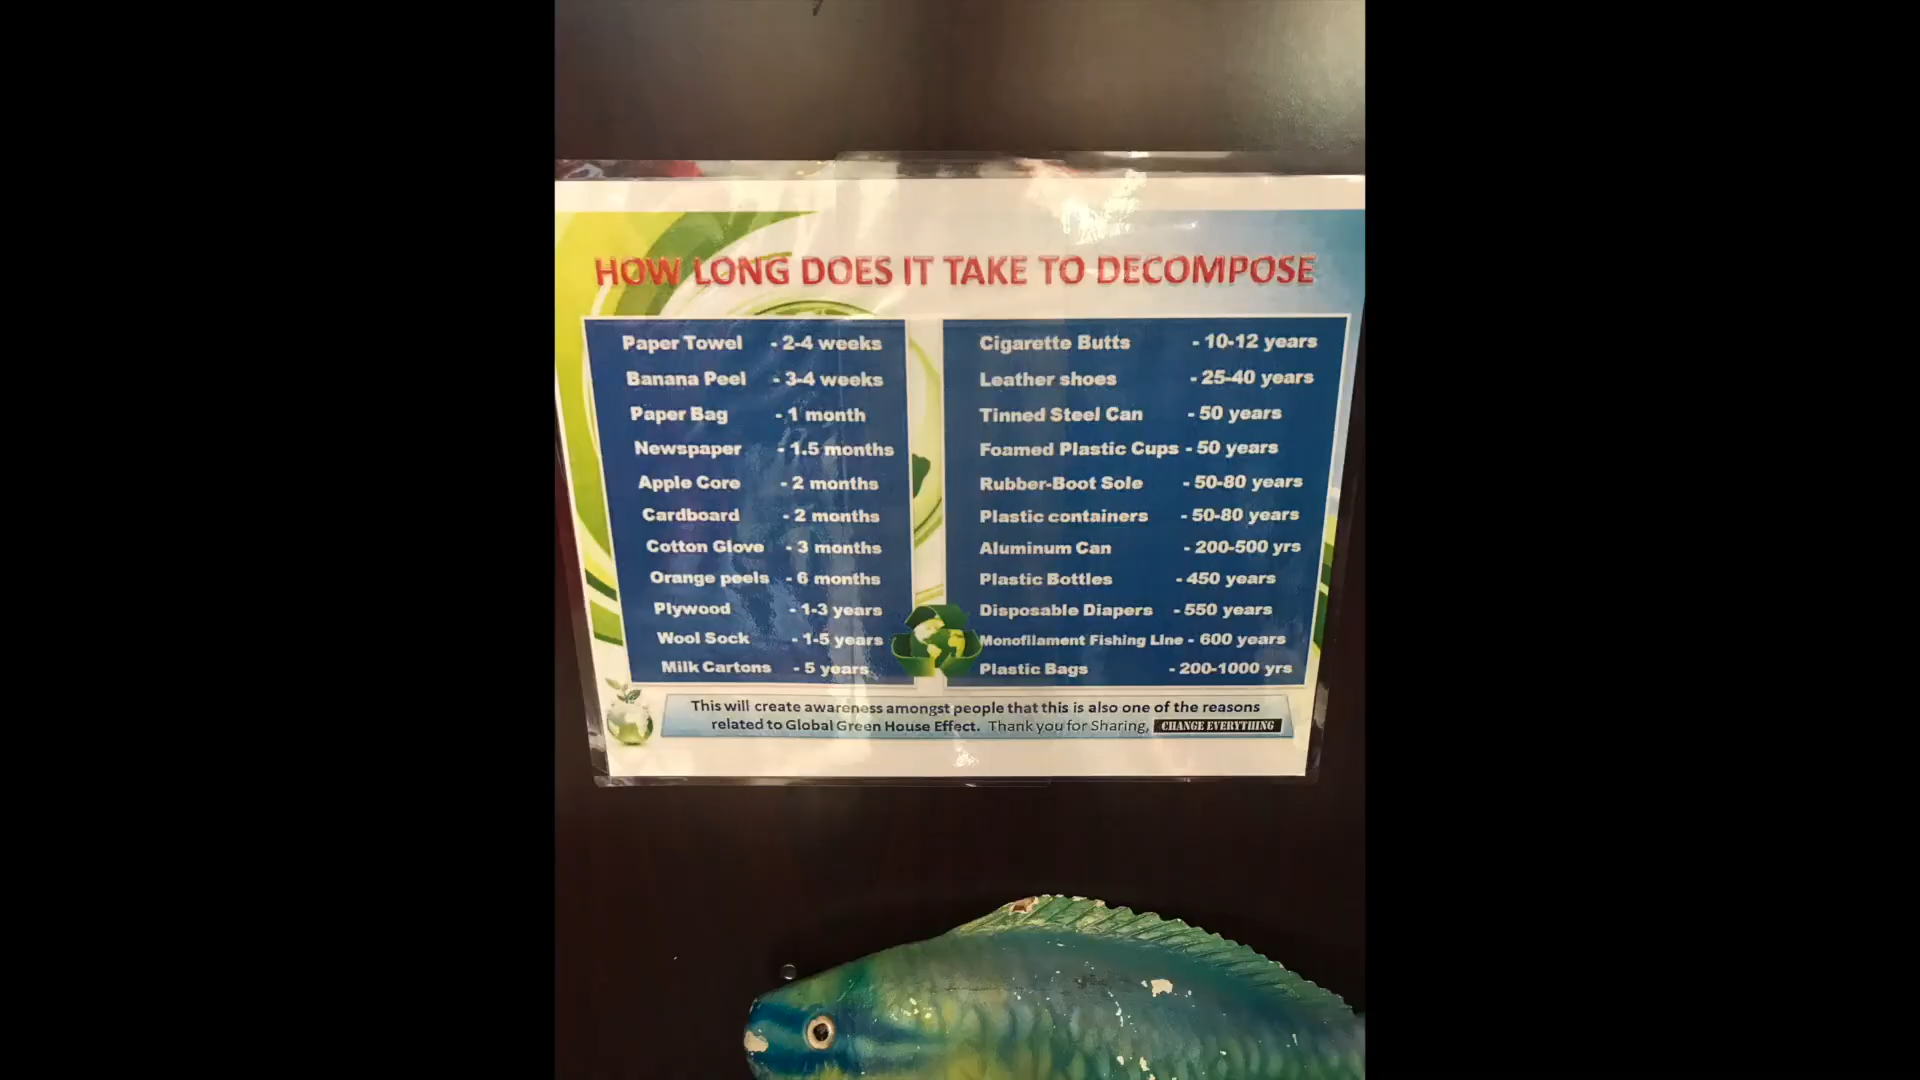 HOW LONG DOES IT TAKE TO DECOMPOSE
Paper Towel - 2-4 weeks
Banana Peel - 3-4 weeks
Paper Bag - 1 month
Newspaper - 1.5 months
Apple Core - 2 months
Cardboard - 2 months
Cotton Glove - 3 months
Orange peels - 6 months
Plywood - 1-3 years
Wool Sock - 1-5 years
Milk Cartons - 5 years
Cigarette Butts - 10-12 years
Leather shoes - 25-40 years
Tinned Steel Can - 50 years
Foamed Plastic Cups - 50 years
Rubber-Boot Sole - 50-80 years
Plastic containers - 50-80 years
Aluminum Can - 200-500 yrs
Plastic Bottles - 450 years
Disposable Diapers - 550 years
Monofilament Fishing Line - 600 years
Plastic Bags - 200-1000 yrs
This will create awareness amongst people that this is also one of the reasons
related to Global Green House Effect. Thank you for Sharing, CHANGE EVERYTHING